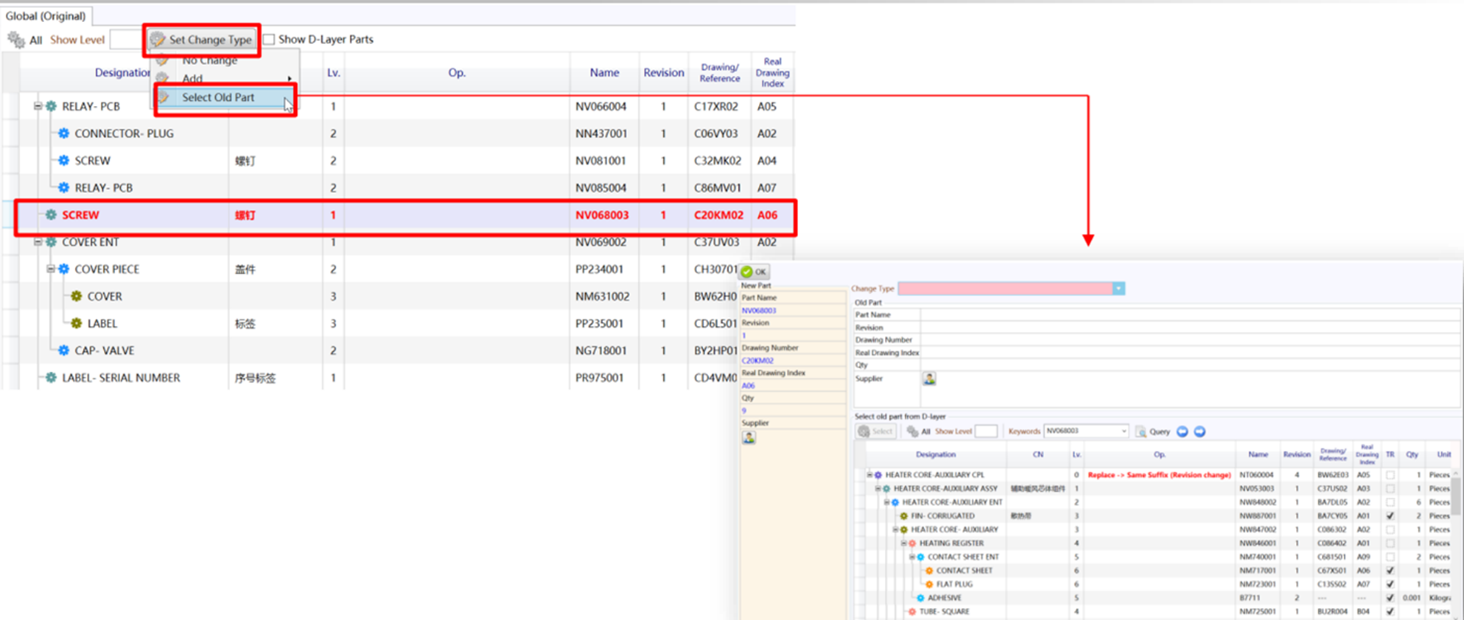 Global (Original)
All Show Level Set Change Type Show D-Layer Parts
No Change
Add
Select Old Part
Designation Lv. Op. Name Revision Drawing/ Reference Real Drawing Index
RELAY- PCB 1 NV066004 1 C17XR02 A05
CONNECTOR- PLUG 2 NN437001 1 C06VY03 A02
SCREW 螺钉 2 NV081001 1 C32MK02 A04
RELAY- PCB 2 NV085004 1 C86MV01 A07
SCREW 螺钉 1 NV068003 1 C20KM02 A06
COVER ENT 1 NV069002 1 C37UV03 A02
COVER PIECE 盖件 2 PP234001 1 CH30701
COVER 3 NM631002 1 BW62H0
LABEL 标签 3 PP235001 1 CD6L501
CAP- VALVE 2 NG718001 1 BY2HP01
LABEL- SERIAL NUMBER 序号标签 1 PR975001 1 CD4VM0
OK
New Part
Part Name
NV068003
Revision
1
Drawing Number
C20KM02
Real Drawing Index
A06
Qty
9
Supplier
Change Type
Old Part
Part Name
Revision
Drawing Number
Real Drawing Index
Qty
Supplier
Select old part from D-layer
Select All Show Level Keywords NV068003 Query
Designation CN Lv. Op. Name Revision Drawing/ Reference Real Drawing Index TR Qty Unit
HEATER CORE-AUXILIARY CPL 0 Replace -> Same Suffix (Revision change) NT060004 4 BW62E03 A05 1 Pieces
HEATER CORE-AUXILIARY ASSY 辅助暖风芯体组件 1 NV053003 1 C37US02 A03 1 Pieces
HEATER CORE-AUXILIARY ENT 2 NW848002 1 BA7DL05 A02 6 Pieces
FIN- CORRUGATED 散热带 3 NW887001 1 BA7CY05 A01 2 Pieces
HEATER CORE- AUXILIARY 3 NW847002 1 C086302 A02 1 Pieces
HEATING REGISTER 4 NW846001 1 C086402 A01 1 Pieces
CONTACT SHEET ENT 5 NM740001 1 C681501 A09 2 Pieces
CONTACT SHEET 6 NM717001 1 C67XS01 A06 1 Pieces
FLAT PLUG 6 NM723001 1 C135S02 A07 1 Pieces
ADHESIVE 5 B7711 2 --- --- 0.001 Kilogra
TUBE- SQUARE 4 NM725001 1 BU2R004 B04 1 Pieces